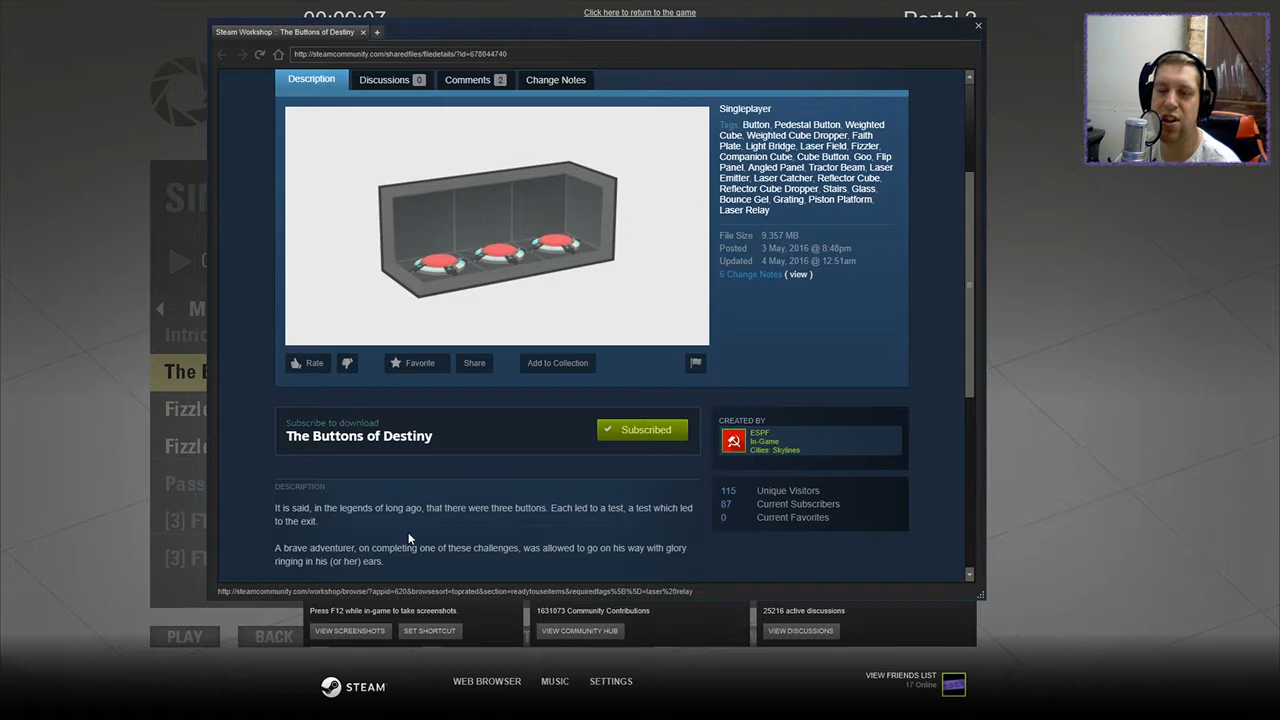 00:09:07
Click here to return to the game
Portal 2
Steam Workshop :: The Buttons of Destiny
http://steamcommunity.com/sharedfiles/filedetails/?id=678044740
Description
Discussions 0
Comments 2
Change Notes
Singleplayer
Tags: Button, Pedestal Button, Weighted
Cube, Weighted Cube Dropper, Faith
Plate, Light Bridge, Laser Field, Fizzler,
Companion Cube, Cube Button, Goo, Flip
Panel, Angled Panel, Tractor Beam, Laser
Emitter, Laser Catcher, Reflector Cube,
Reflector Cube Dropper, Stairs, Glass,
Bounce Gel, Grating, Piston Platform,
Laser Relay
File Size 9.357 MB
Posted 3 May, 2016 @ 8:48pm
Updated 4 May, 2016 @ 12:51am
6 Change Notes ( view )
Rate
Favorite
Share
Add to Collection
Subscribe to download
The Buttons of Destiny
Subscribed
CREATED BY
ESPF
In-Game
Cities: Skylines
115 Unique Visitors
87 Current Subscribers
0 Current Favorites
DESCRIPTION
It is said, in the legends of long ago, that there were three buttons. Each led to a test, a test which led
to the exit.
A brave adventurer, on completing one of these challenges, was allowed to go on his way with glory
ringing in his (or her) ears.
http://steamcommunity.com/workshop/browse/?appid=620&browsesort=toprated&section=readytouseitems&requiredtags%5B%5D=laser relay
SIN
M
Intri
The B
Fizzle
Fizzle
Pass
[3] F
[3] F
PLAY
BACK
Press F12 while in-game to take screenshots.
VIEW SCREENSHOTS
SET SHORTCUT
1631073 Community Contributions
VIEW COMMUNITY HUB
25216 active discussions
VIEW DISCUSSIONS
STEAM
WEB BROWSER
MUSIC
SETTINGS
VIEW FRIENDS LIST
17 Online